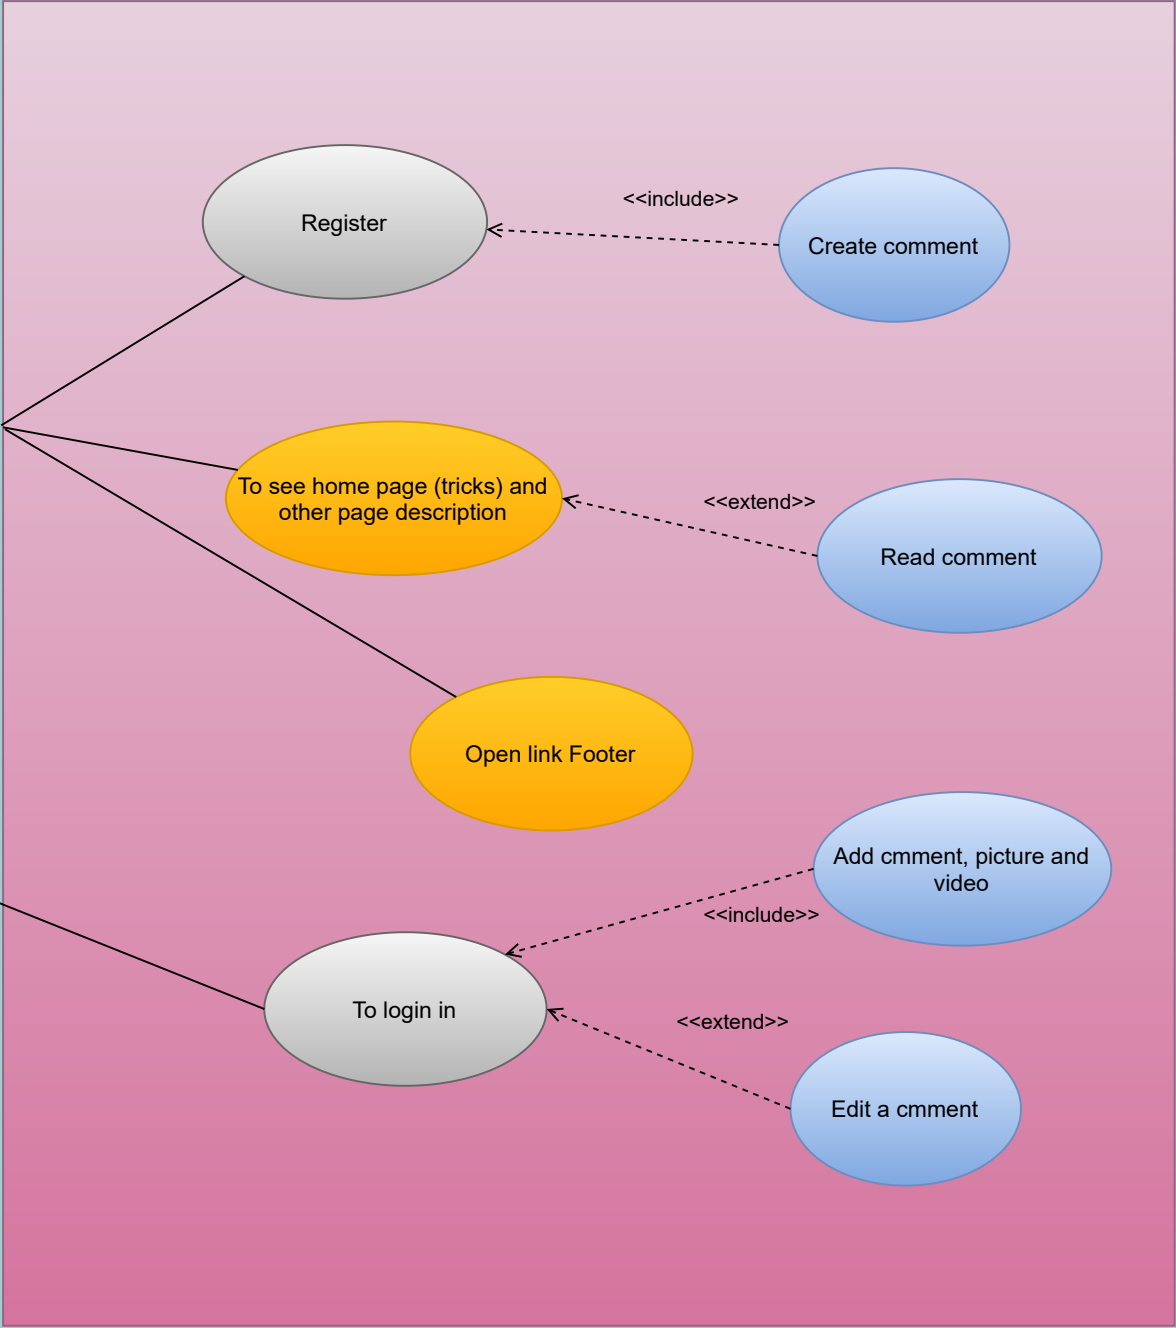 Register
<<include>>
Create comment
To see home page (tricks) and
other page description
<<extend>>
Read comment
Open link Footer
Add cmment, picture and
video
<<include>>
To login in
<<extend>>
Edit a cmment